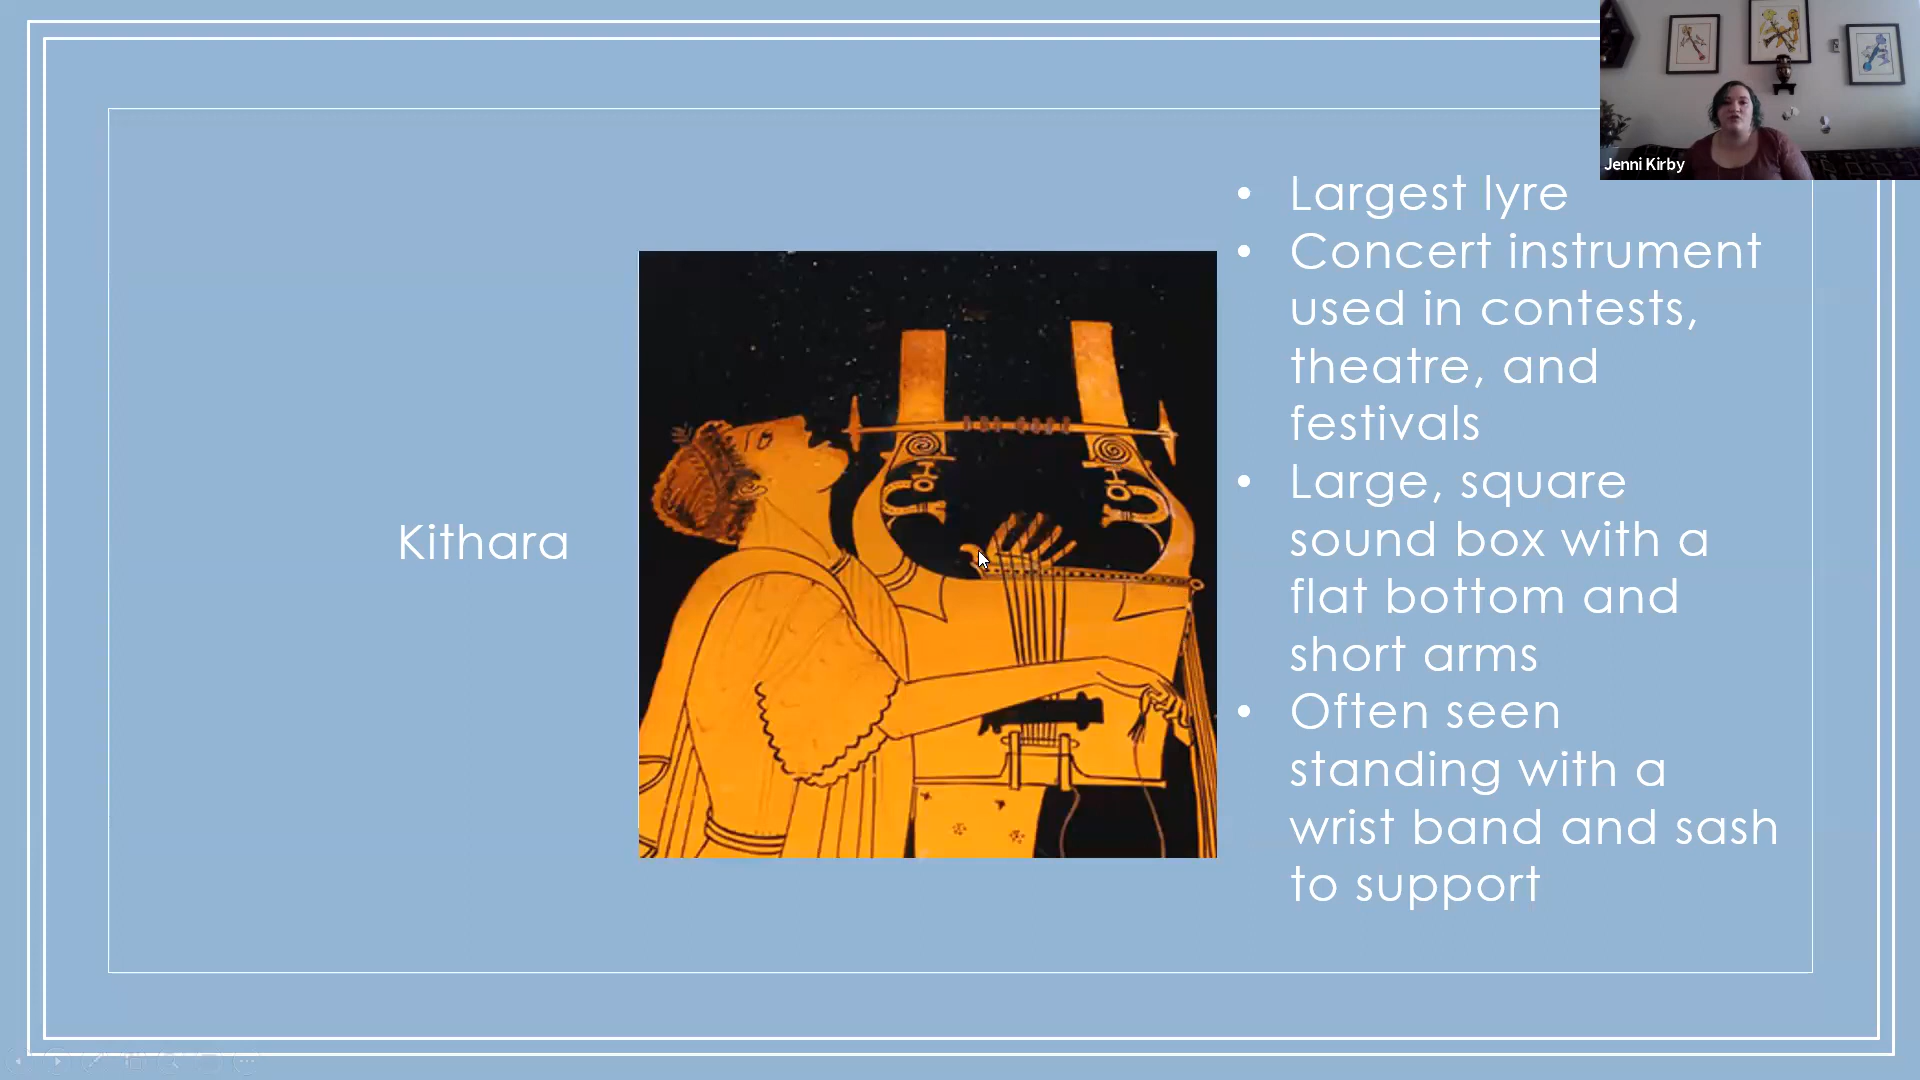 Jenni Kirby
Kithara
• Largest lyre
• Concert instrument
used in contests,
theatre, and
festivals
• Large, square
sound box with a
flat bottom and
short arms
• Often seen
standing with a
wrist band and sash
to support